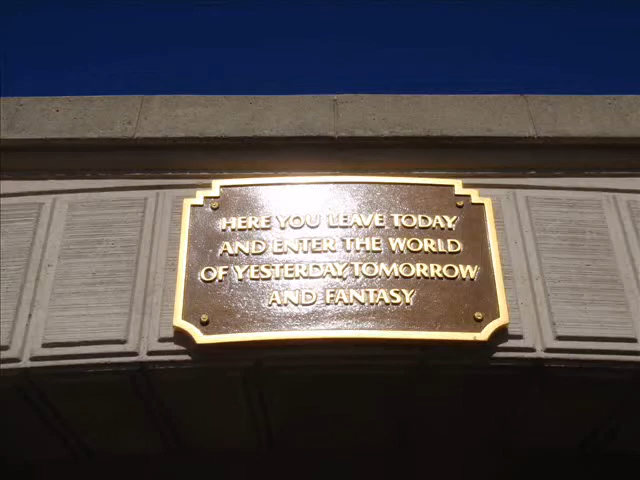 HERE YOU LEAVE TODAY
AND ENTER THE WORLD
OF YESTERDAY, TOMORROW
AND FANTASY